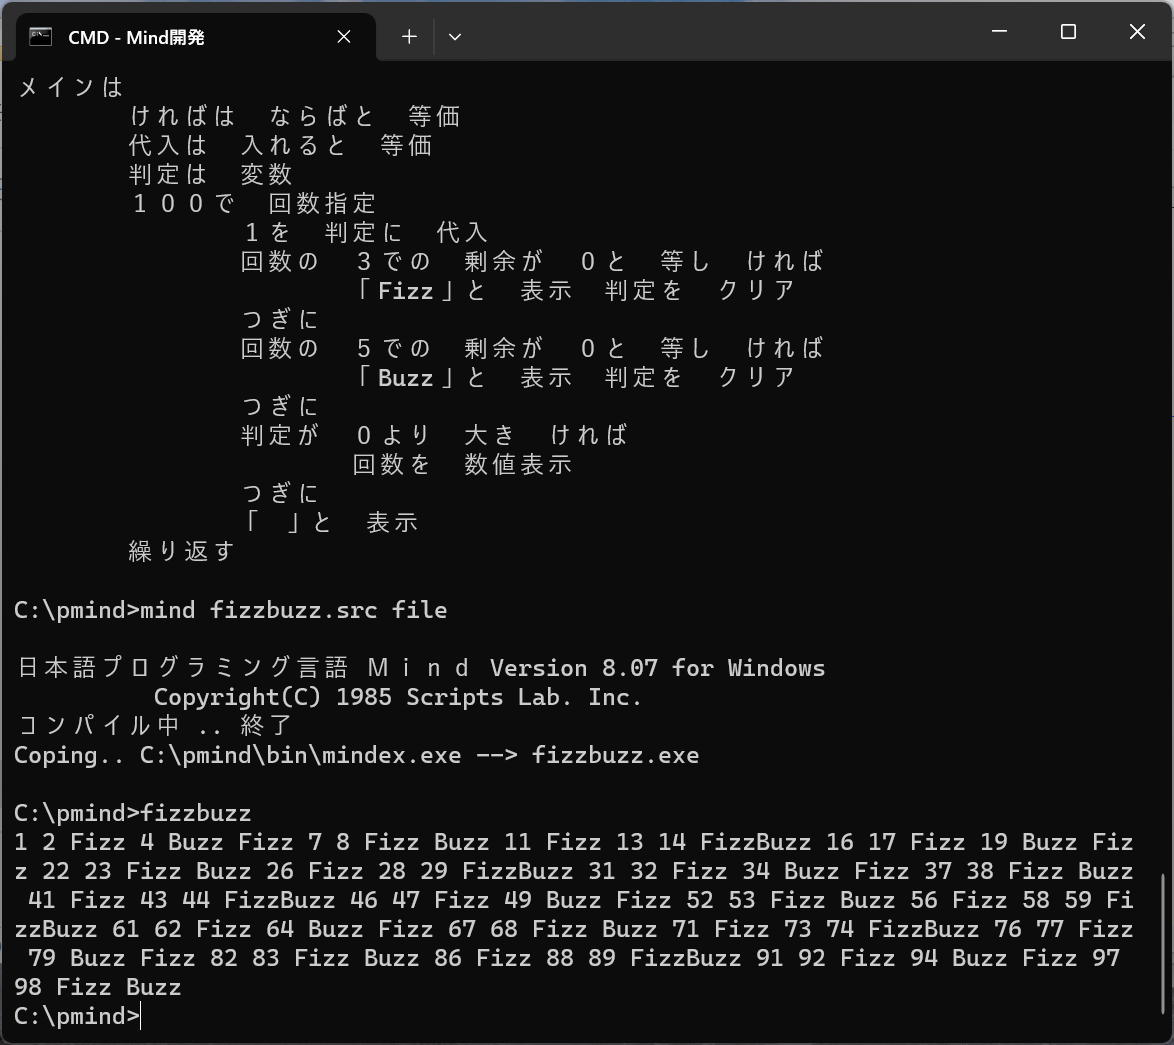 CMD - Mind開発
メインは
ければは　ならばと　等価
代入は　入れると　等価
判定は　変数
１００で　回数指定
１を　判定に　代入
回数の　３での　剰余が　０と　等し　ければ
「Fizz」と　表示　判定を　クリア
つぎに
回数の　５での　剰余が　０と　等し　ければ
「Buzz」と　表示　判定を　クリア
つぎに
判定が　０より　大き　ければ
回数を　数値表示
つぎに
「　」と　表示
繰り返す
C:\pmind>mind fizzbuzz.src file
日本語プログラミング言語 Ｍｉｎｄ Version 8.07 for Windows
Copyright(C) 1985 Scripts Lab. Inc.
コンパイル中 .. 終了
Coping.. C:\pmind\bin\mindex.exe --> fizzbuzz.exe
C:\pmind>fizzbuzz
1 2 Fizz 4 Buzz Fizz 7 8 Fizz Buzz 11 Fizz 13 14 FizzBuzz 16 17 Fizz 19 Buzz Fiz
z 22 23 Fizz Buzz 26 Fizz 28 29 FizzBuzz 31 32 Fizz 34 Buzz Fizz 37 38 Fizz Buzz
41 Fizz 43 44 FizzBuzz 46 47 Fizz 49 Buzz Fizz 52 53 Fizz Buzz 56 Fizz 58 59 Fi
zzBuzz 61 62 Fizz 64 Buzz Fizz 67 68 Fizz Buzz 71 Fizz 73 74 FizzBuzz 76 77 Fizz
79 Buzz Fizz 82 83 Fizz Buzz 86 Fizz 88 89 FizzBuzz 91 92 Fizz 94 Buzz Fizz 97
98 Fizz Buzz
C:\pmind>